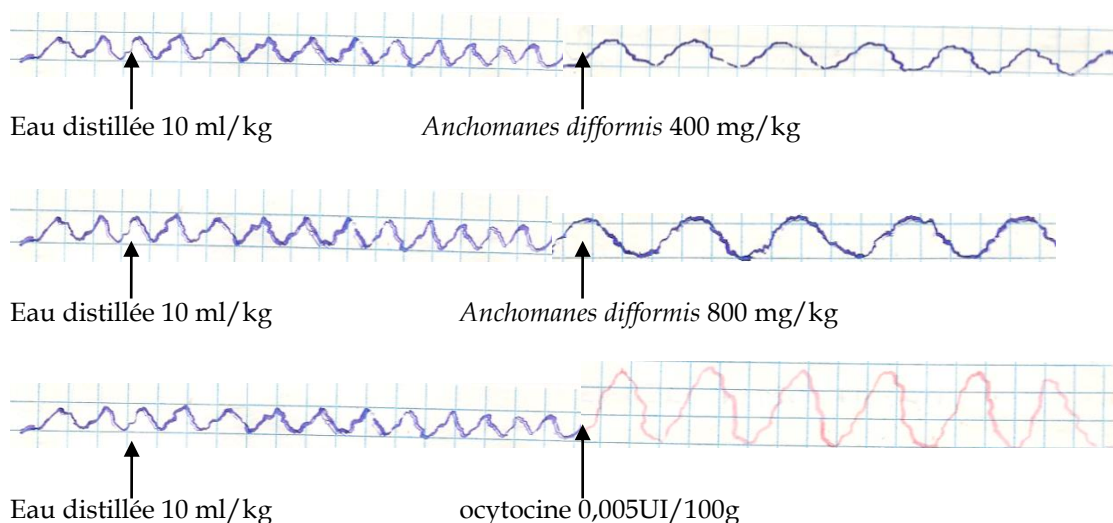 Eau distillée 10 ml/kg Anchomanes difformis 400 mg/kg
Eau distillée 10 ml/kg Anchomanes difformis 800 mg/kg
Eau distillée 10 ml/kg ocytocine 0,005UI/100g